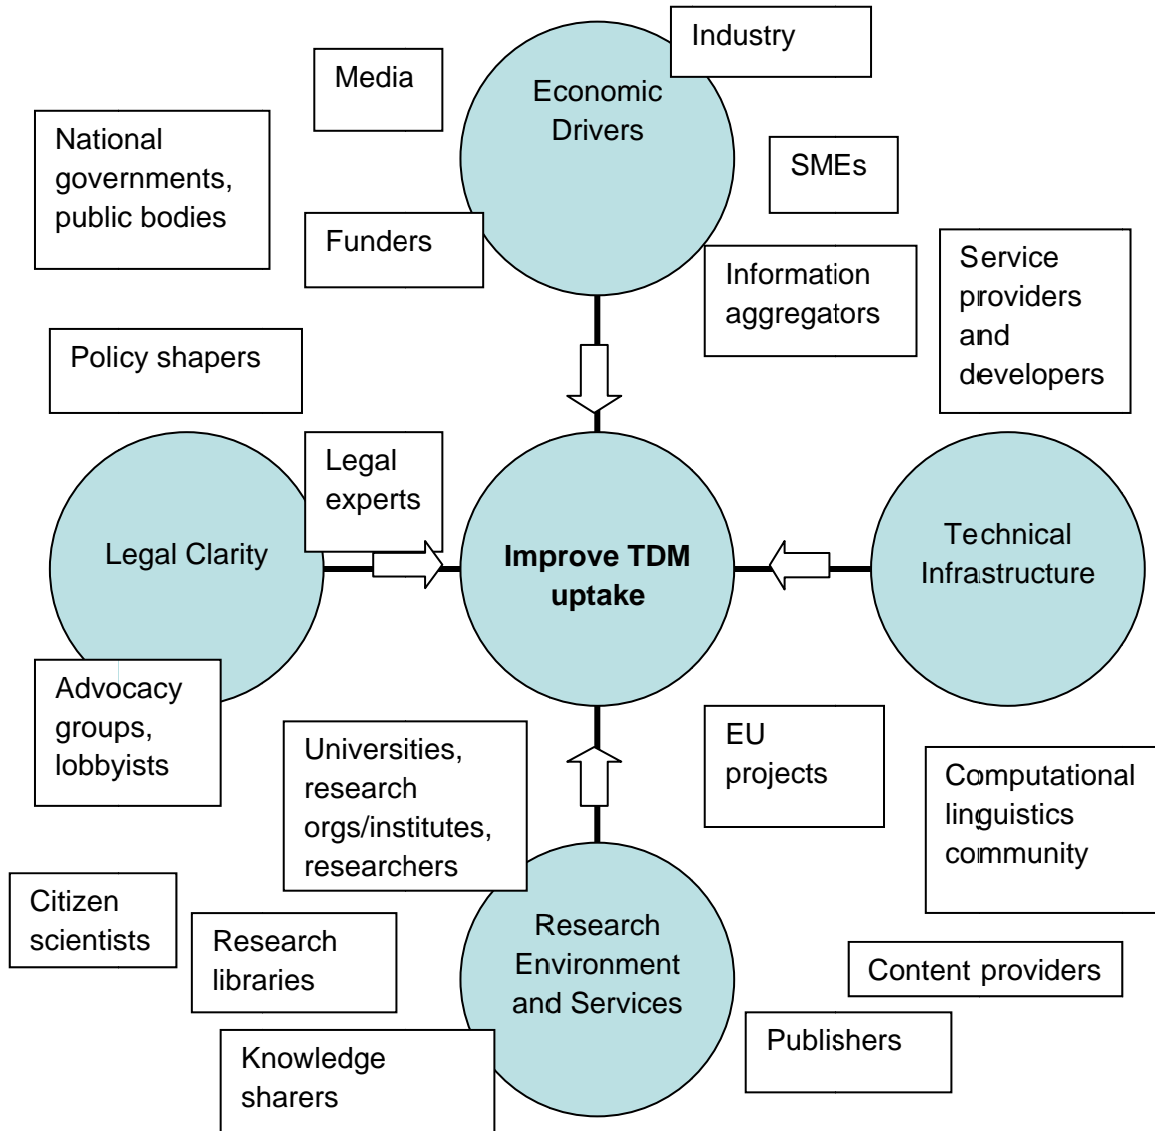 Industry
Media
Economic
Drivers
National
governments,
public bodies
SMEs
Funders
Information
aggregators
Service
providers
and
developers
Policy shapers
Legal
experts
Legal Clarity
Improve TDM
uptake
Technical
Infrastructure
Advocacy
groups,
lobbyists
Universities,
research
orgs/institutes,
researchers
EU
projects
Computational
linguistics
community
Citizen
scientists
Research
libraries
Research
Environment
and Services
Content providers
Publishers
Knowledge
sharers